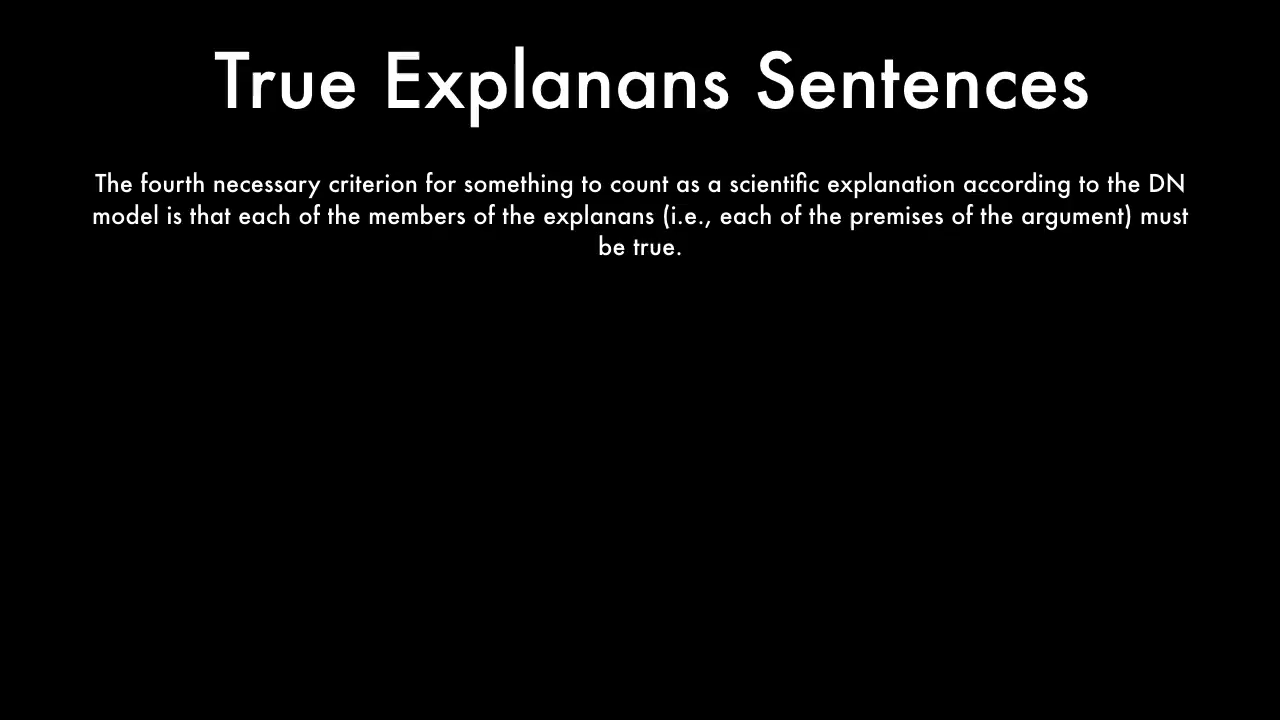 True Explanans Sentences
The fourth necessary criterion for something to count as a scientific explanation according to the DN
model is that each of the members of the explanans (i.e., each of the premises of the argument) must
be true.